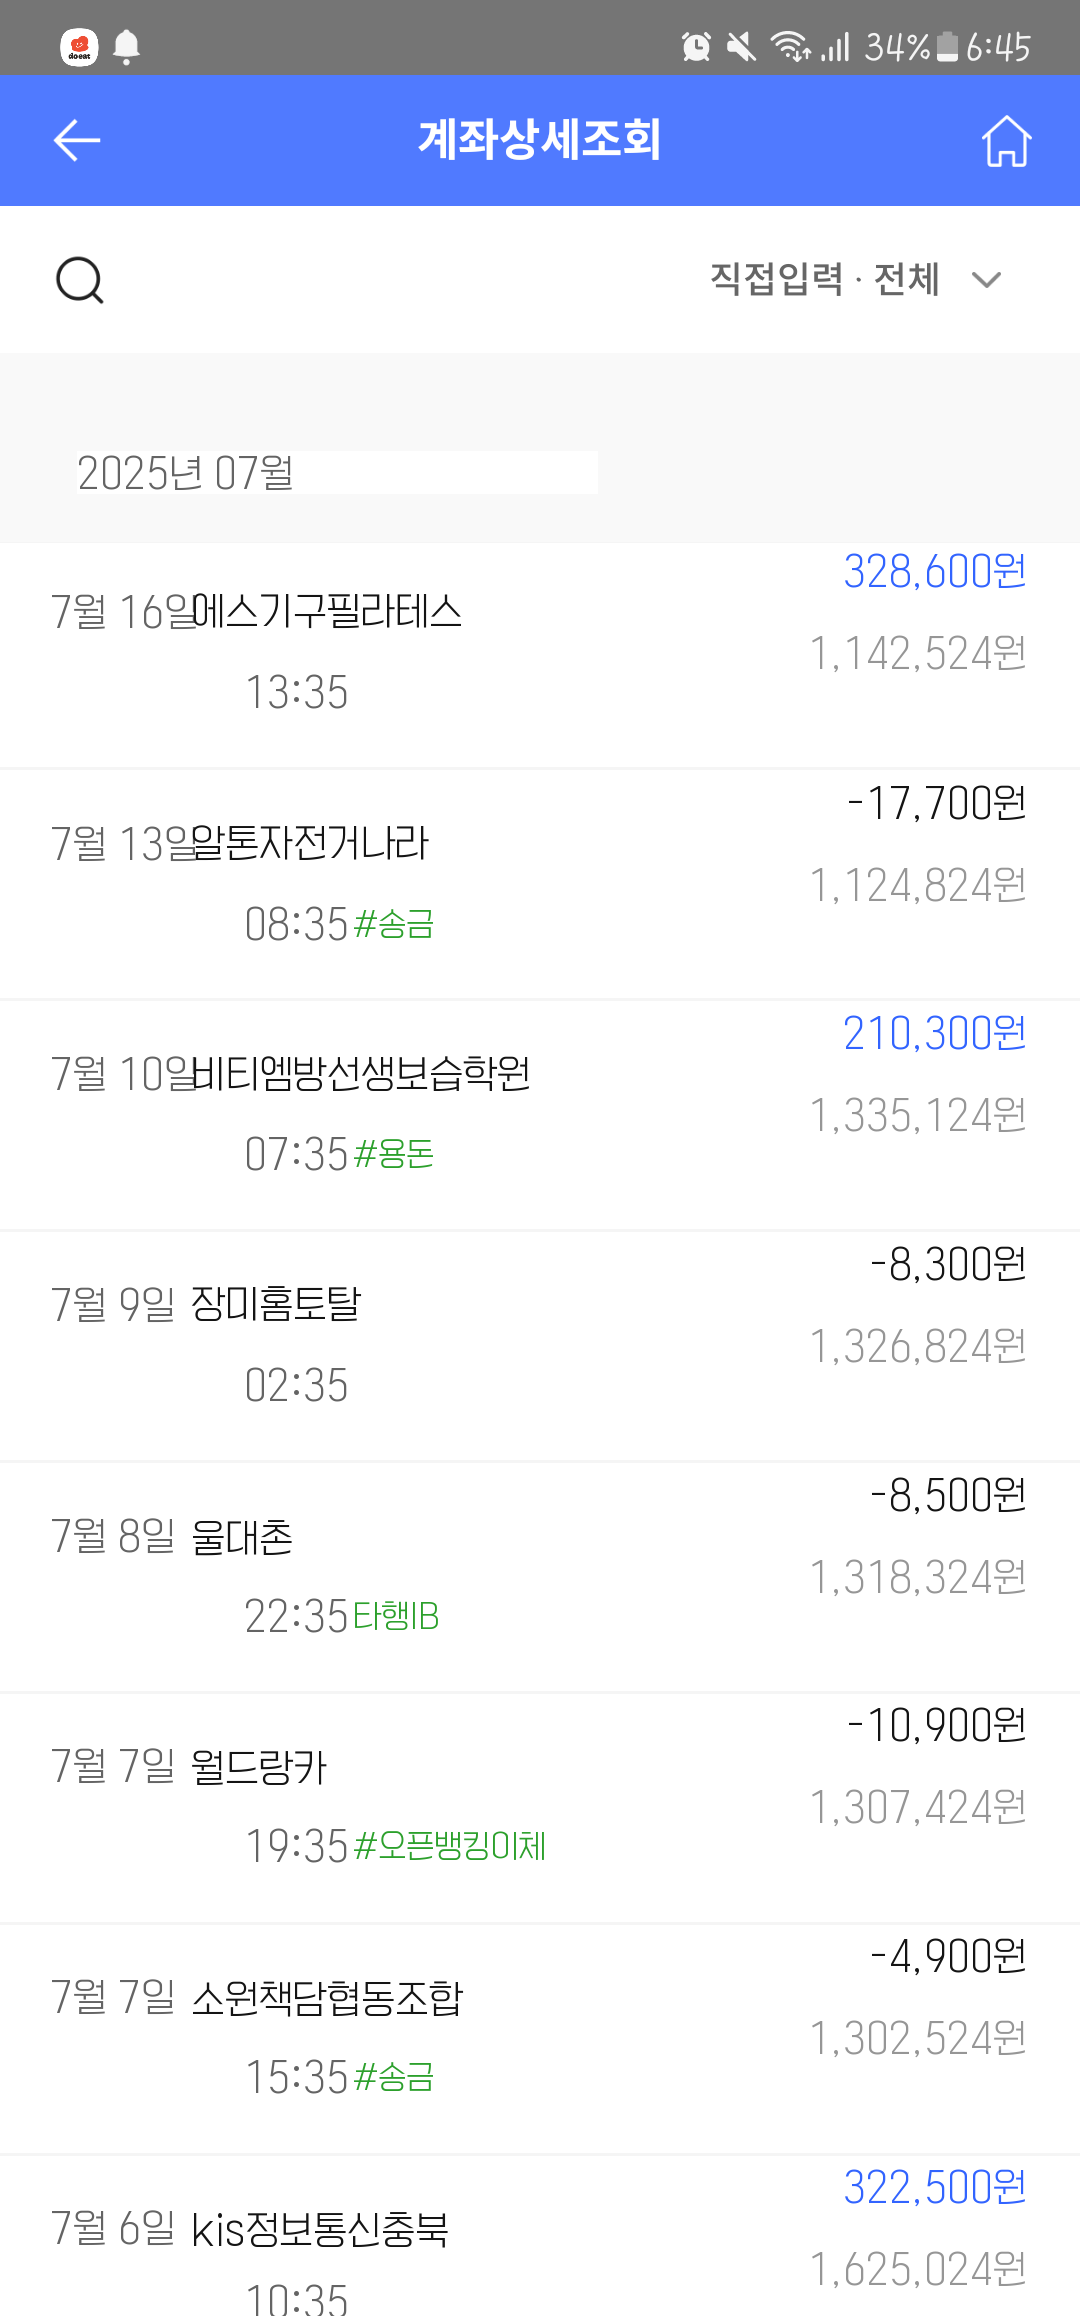 doeat
34% 6:45
계좌상세조회
직접입력 · 전체
2025년 07월
328,600원
7월 16일 에스기구필라테스
1,142,524원
13:35
-17,700원
7월 13일 알톤자전거나라
1,124,824원
08:35 #송금
210,300원
7월 10일 비티엠방선생보습학원
1,335,124원
07:35 #용돈
-8,300원
7월 9일 장미홈토탈
1,326,824원
02:35
-8,500원
7월 8일 울대촌
1,318,324원
22:35 타행IB
-10,900원
7월 7일 월드랑카
1,307,424원
19:35 #오픈뱅킹이체
-4,900원
7월 7일 소원책담협동조합
1,302,524원
15:35 #송금
322,500원
7월 6일 kis정보통신충북
1,625,024원
10:35